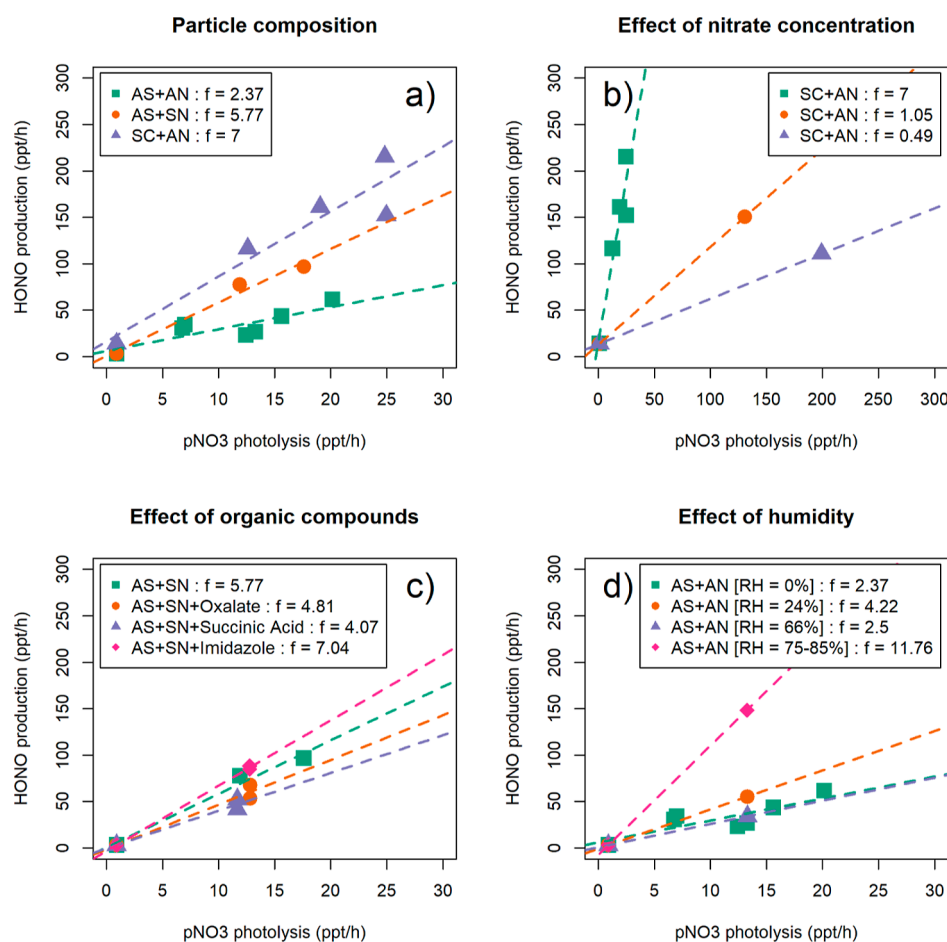 Particle composition
a)
AS+AN : f = 2.37
AS+SN : f = 5.77
SC+AN : f = 7
HONO production (ppt/h)
0
50
100
150
200
250
300
0 5 10 15 20 25 30
pNO3 photolysis (ppt/h)
Effect of nitrate concentration
b)
SC+AN : f = 7
SC+AN : f = 1.05
SC+AN : f = 0.49
HONO production (ppt/h)
0
50
100
150
200
250
300
0 50 100 150 200 250 300
pNO3 photolysis (ppt/h)
Effect of organic compounds
c)
AS+SN : f = 5.77
AS+SN+Oxalate : f = 4.81
AS+SN+Succinic Acid : f = 4.07
AS+SN+Imidazole : f = 7.04
HONO production (ppt/h)
0
50
100
150
200
250
300
0 5 10 15 20 25 30
pNO3 photolysis (ppt/h)
Effect of humidity
d)
AS+AN [RH = 0%] : f = 2.37
AS+AN [RH = 24%] : f = 4.22
AS+AN [RH = 66%] : f = 2.5
AS+AN [RH = 75-85%] : f = 11.76
HONO production (ppt/h)
0
50
100
150
200
250
300
0 5 10 15 20 25 30
pNO3 photolysis (ppt/h)